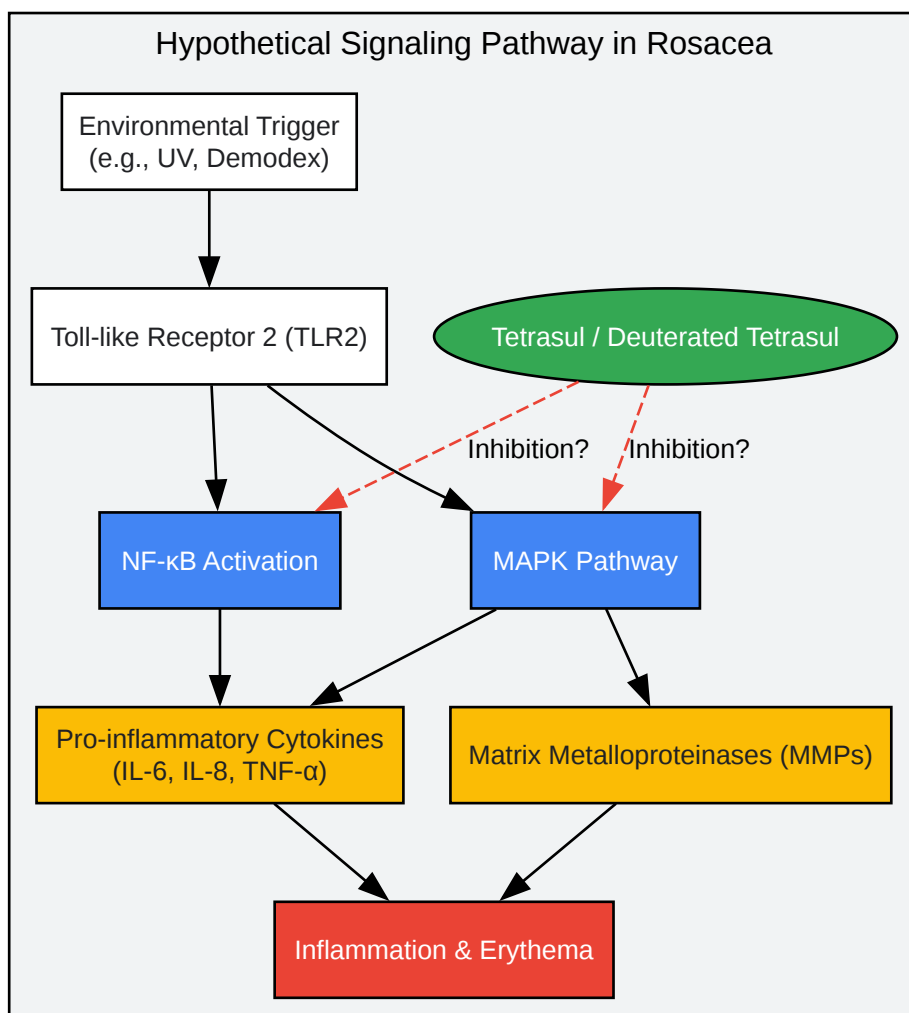 Hypothetical Signaling Pathway in Rosacea
Environmental Trigger
(e.g., UV, Demodex)
Toll-like Receptor 2 (TLR2)
Tetrasul / Deuterated Tetrasul
Inhibition?
Inhibition?
NF-κB Activation
MAPK Pathway
Pro-inflammatory Cytokines
(IL-6, IL-8, TNF-α)
Matrix Metalloproteinases (MMPs)
Inflammation & Erythema